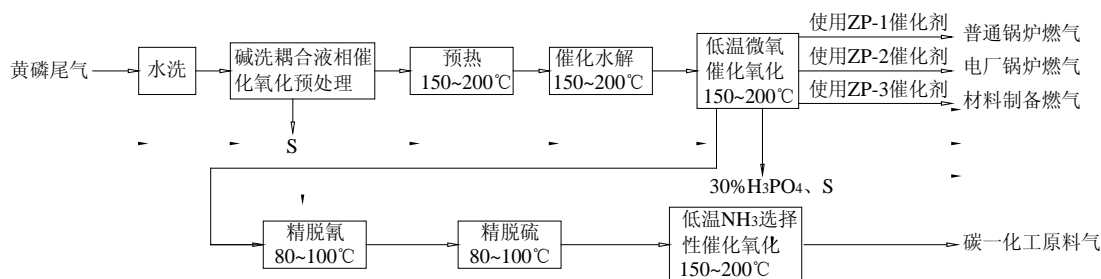 黄磷尾气
水洗
碱洗耦合液相催
化氧化预处理
S
预热
150~200℃
催化水解
150~200℃
低温微氧
催化氧化
150~200℃
使用ZP-1催化剂
普通锅炉燃气
使用ZP-2催化剂
电厂锅炉燃气
使用ZP-3催化剂
材料制备燃气
30%H3PO4、S
精脱氰
80~100℃
精脱硫
80~100℃
低温NH3选择
性催化氧化
150~200℃
碳一化工原料气